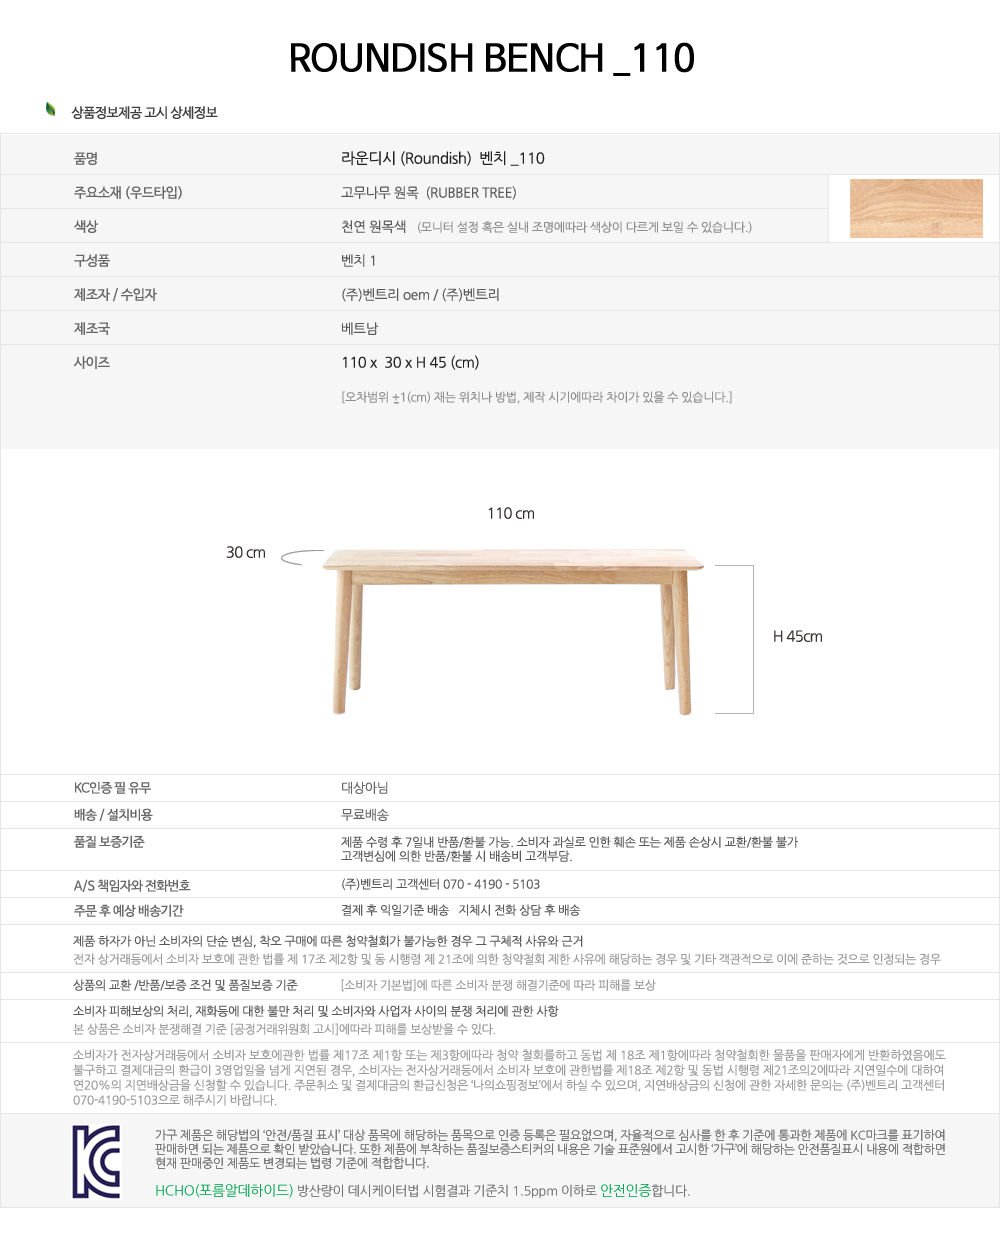 ROUNDISH BENCH _110
상품정보제공 고시 상세정보
품명 라운디시 (Roundish) 벤치 _110
주요소재 (우드타입) 고무나무 원목 (RUBBER TREE)
색상 천연 원목색 (모니터 설정 혹은 실내 조명에따라 색상이 다르게 보일 수 있습니다.)
구성품 벤치 1
제조자 / 수입자 (주)벤트리 oem / (주)벤트리
제조국 베트남
사이즈 110 x 30 x H 45 (cm)
[오차범위 ±1(cm) 재는 위치나 방법, 제작 시기에따라 차이가 있을 수 있습니다.]
110 cm
30 cm
H 45cm
KC인증 필 유무 대상아님
배송 / 설치비용 무료배송
품질 보증기준 제품 수령 후 7일내 반품/환불 가능. 소비자 과실로 인한 훼손 또는 제품 손상시 교환/환불 불가
고객변심에 의한 반품/환불 시 배송비 고객부담.
A/S 책임자와 전화번호 (주)벤트리 고객센터 070 - 4190 - 5103
주문 후 예상 배송기간 결제 후 익일기준 배송 지체시 전화 상담 후 배송
제품 하자가 아닌 소비자의 단순 변심, 착오 구매에 따른 청약철회가 불가능한 경우 그 구체적 사유와 근거
전자 상거래등에서 소비자 보호에 관한 법률 제 17조 제2항 및 동 시행령 제 21조에 의한 청약철회 제한 사유에 해당하는 경우 및 기타 객관적으로 이에 준하는 것으로 인정되는 경우
상품의 교환 /반품/보증 조건 및 품질보증 기준 [소비자 기본법]에 따른 소비자 분쟁 해결기준에 따라 피해를 보상
소비자 피해보상의 처리, 재화등에 대한 불만 처리 및 소비자와 사업자 사이의 분쟁 처리에 관한 사항
본 상품은 소비자 분쟁해결 기준 [공정거래위원회 고시]에따라 피해를 보상받을 수 있다.
소비자가 전자상거래등에서 소비자 보호에관한 법률 제17조 제1항 또는 제3항에따라 청약 철회를하고 동법 제 18조 제1항에따라 청약철회한 물품을 판매자에게 반환하였음에도
불구하고 결제대금의 환급이 3영업일을 넘게 지연된 경우, 소비자는 전자상거래등에서 소비자 보호에 관한법률 제18조 제2항 및 동법 시행령 제21조의2에따라 지연일수에 대하여
연20%의 지연배상금을 신청할 수 있습니다. 주문취소 및 결제대금의 환급신청은 '나의쇼핑정보'에서 하실 수 있으며, 지연배상금의 신청에 관한 자세한 문의는 (주)벤트리 고객센터
070-4190-5103으로 해주시기 바랍니다.
KC
가구 제품은 해당법의 '안전/품질 표시' 대상 품목에 해당하는 품목으로 인증 등록은 필요없으며, 자율적으로 심사를 한 후 기준에 통과한 제품에 KC마크를 표기하여
판매하면 되는 제품으로 확인 받았습니다. 또한 제품에 부착하는 품질보증스티커의 내용은 기술 표준원에서 고시한 '가구'에 해당하는 안전품질표시 내용에 적합하면
현재 판매중인 제품도 변경되는 법령 기준에 적합합니다.
HCHO(포름알데하이드) 방산량이 데시케이터법 시험결과 기준치 1.5ppm 이하로 안전인증합니다.